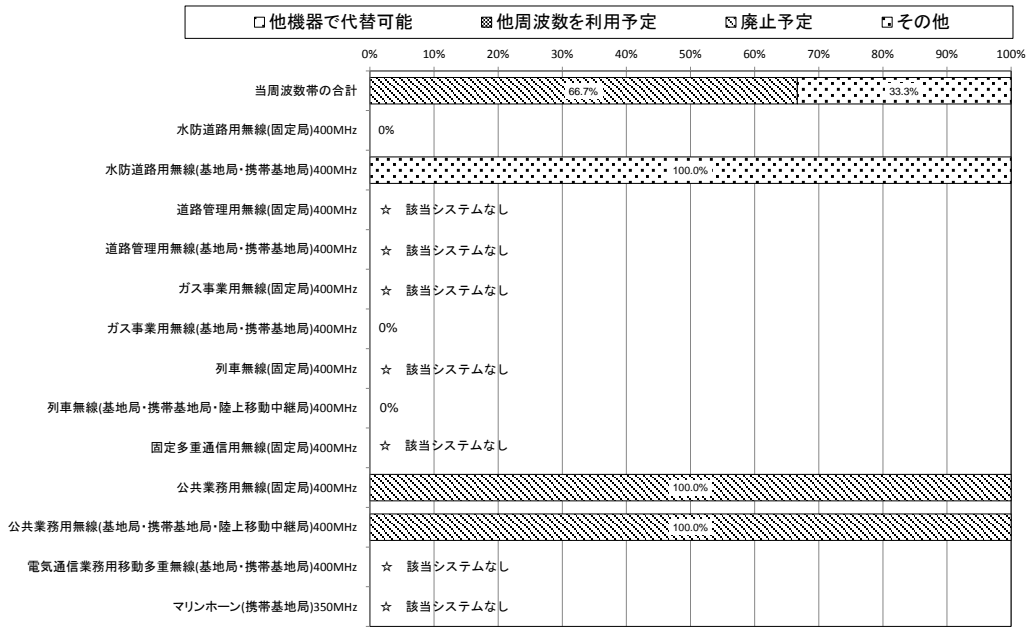 他機器で代替可能 他周波数を利用予定 廃止予定 その他
0% 10% 20% 30% 40% 50% 60% 70% 80% 90% 100%
当周波数帯の合計 66.7% 33.3%
水防道路用無線(固定局)400MHz 0%
水防道路用無線(基地局・携帯基地局)400MHz 100.0%
道路管理用無線(固定局)400MHz ☆ 該当システムなし
道路管理用無線(基地局・携帯基地局)400MHz ☆ 該当システムなし
ガス事業用無線(固定局)400MHz ☆ 該当システムなし
ガス事業用無線(基地局・携帯基地局)400MHz 0%
列車無線(固定局)400MHz ☆ 該当システムなし
列車無線(基地局・携帯基地局・陸上移動中継局)400MHz 0%
固定多重通信用無線(固定局)400MHz ☆ 該当システムなし
公共業務用無線(固定局)400MHz 100.0%
公共業務用無線(基地局・携帯基地局・陸上移動中継局)400MHz 100.0%
電気通信業務用移動多重無線(基地局・携帯基地局)400MHz ☆ 該当システムなし
マリンホーン(携帯基地局)350MHz ☆ 該当システムなし